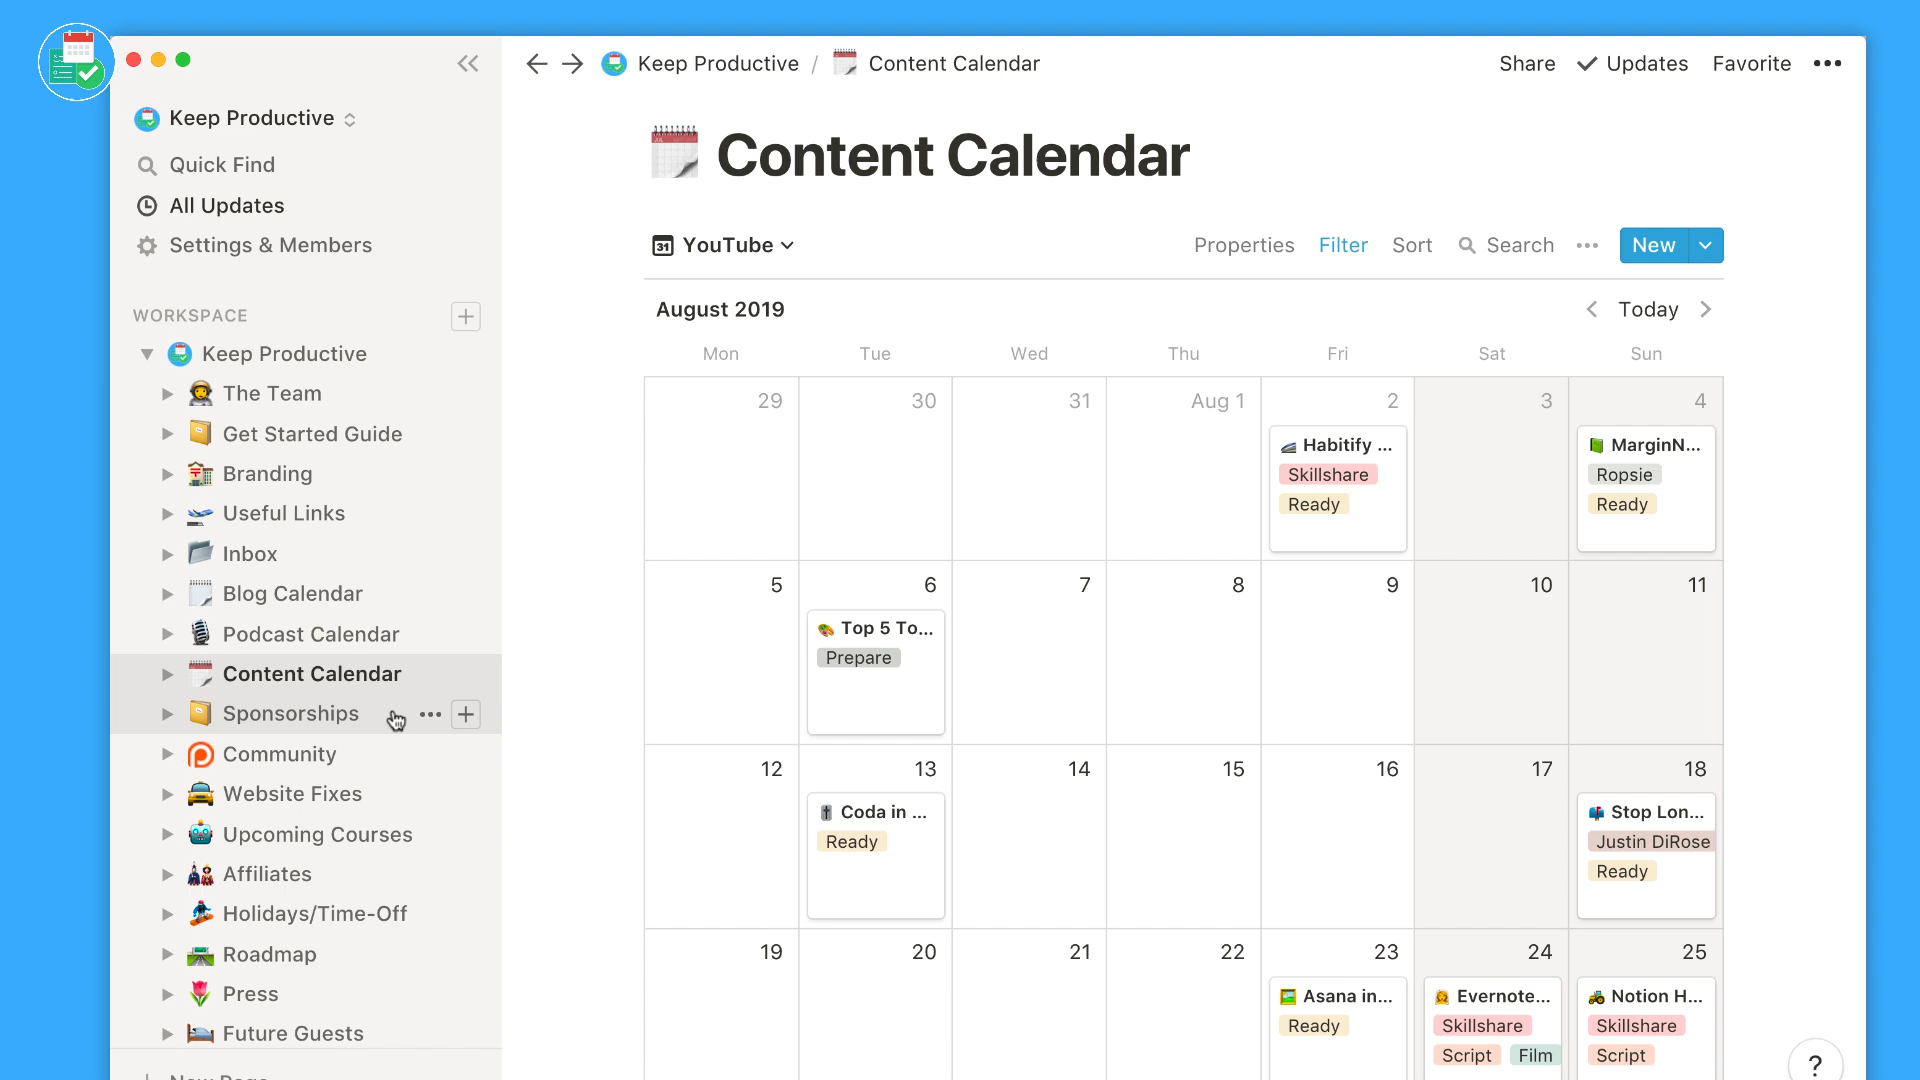 Keep Productive
Quick Find
All Updates
Settings & Members
WORKSPACE
Keep Productive
The Team
Get Started Guide
Branding
Useful Links
Inbox
Blog Calendar
Podcast Calendar
Content Calendar
Sponsorships
Community
Website Fixes
Upcoming Courses
Affiliates
Holidays/Time-Off
Roadmap
Press
Future Guests
New Page
Keep Productive / Content Calendar
Share Updates Favorite
Content Calendar
31 YouTube
Properties Filter Sort Search New
August 2019
Today
Mon Tue Wed Thu Fri Sat Sun
29 30 31 Aug 1 2 3 4
Habitify ...
Skillshare
Ready
MarginN...
Ropsie
Ready
5 6 7 8 9 10 11
Top 5 To...
Prepare
12 13 14 15 16 17 18
Coda in ...
Ready
Stop Lon...
Justin DiRose
Ready
19 20 21 22 23 24 25
Asana in...
Ready
Evernote...
Skillshare
Script Film
Notion H...
Skillshare
Script
?